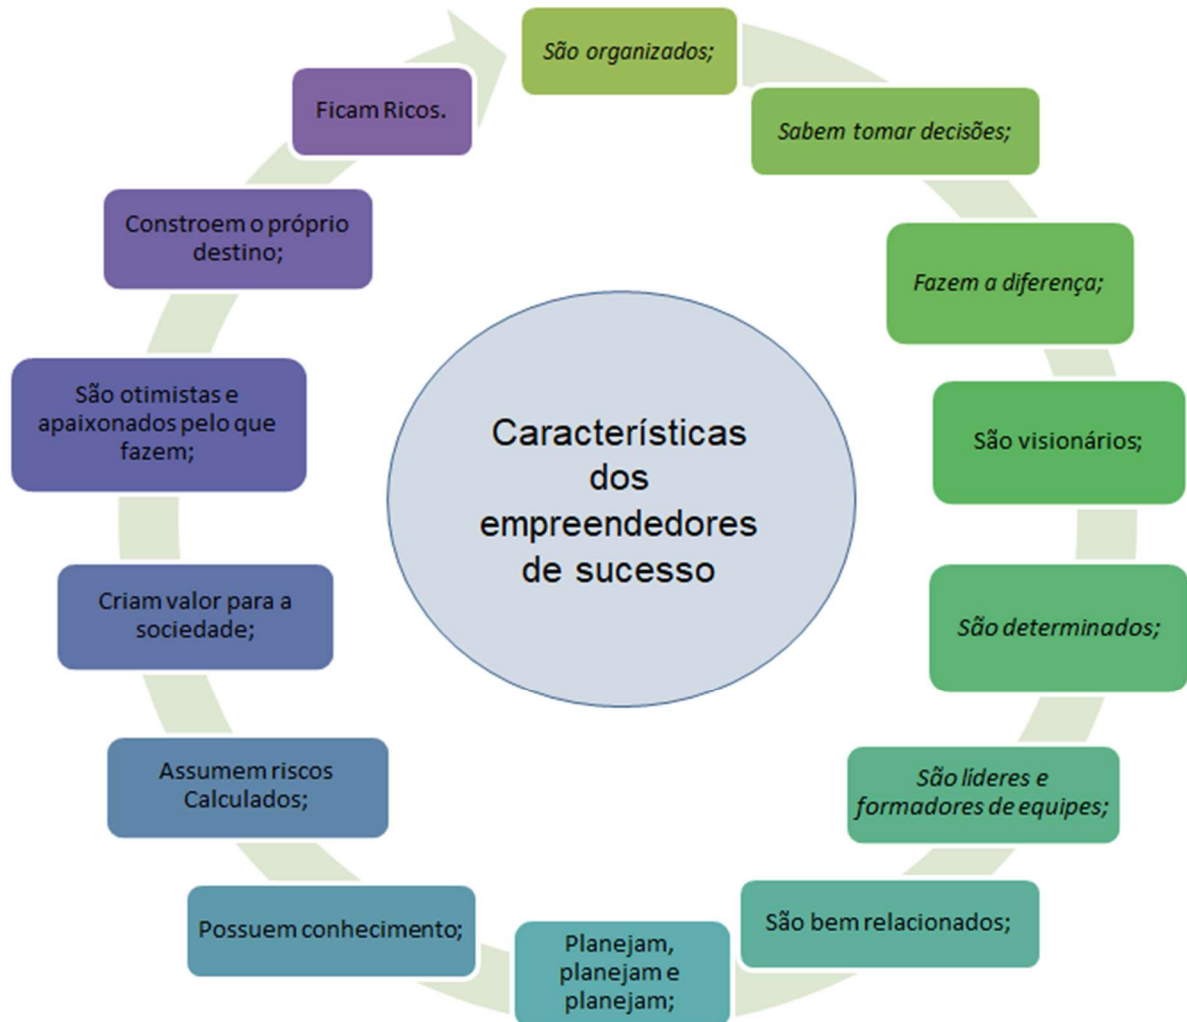 São organizados;
Sabem tomar decisões;
Fazem a diferença;
São visionários;
São determinados;
São líderes e
formadores de equipes;
São bem relacionados;
Planejam,
planejam e
planejam;
Possuem conhecimento;
Assumem riscos
Calculados;
Criam valor para a
sociedade;
São otimistas e
apaixonados pelo que
fazem;
Constroem o próprio
destino;
Ficam Ricos.
Características
dos
empreendedores
de sucesso